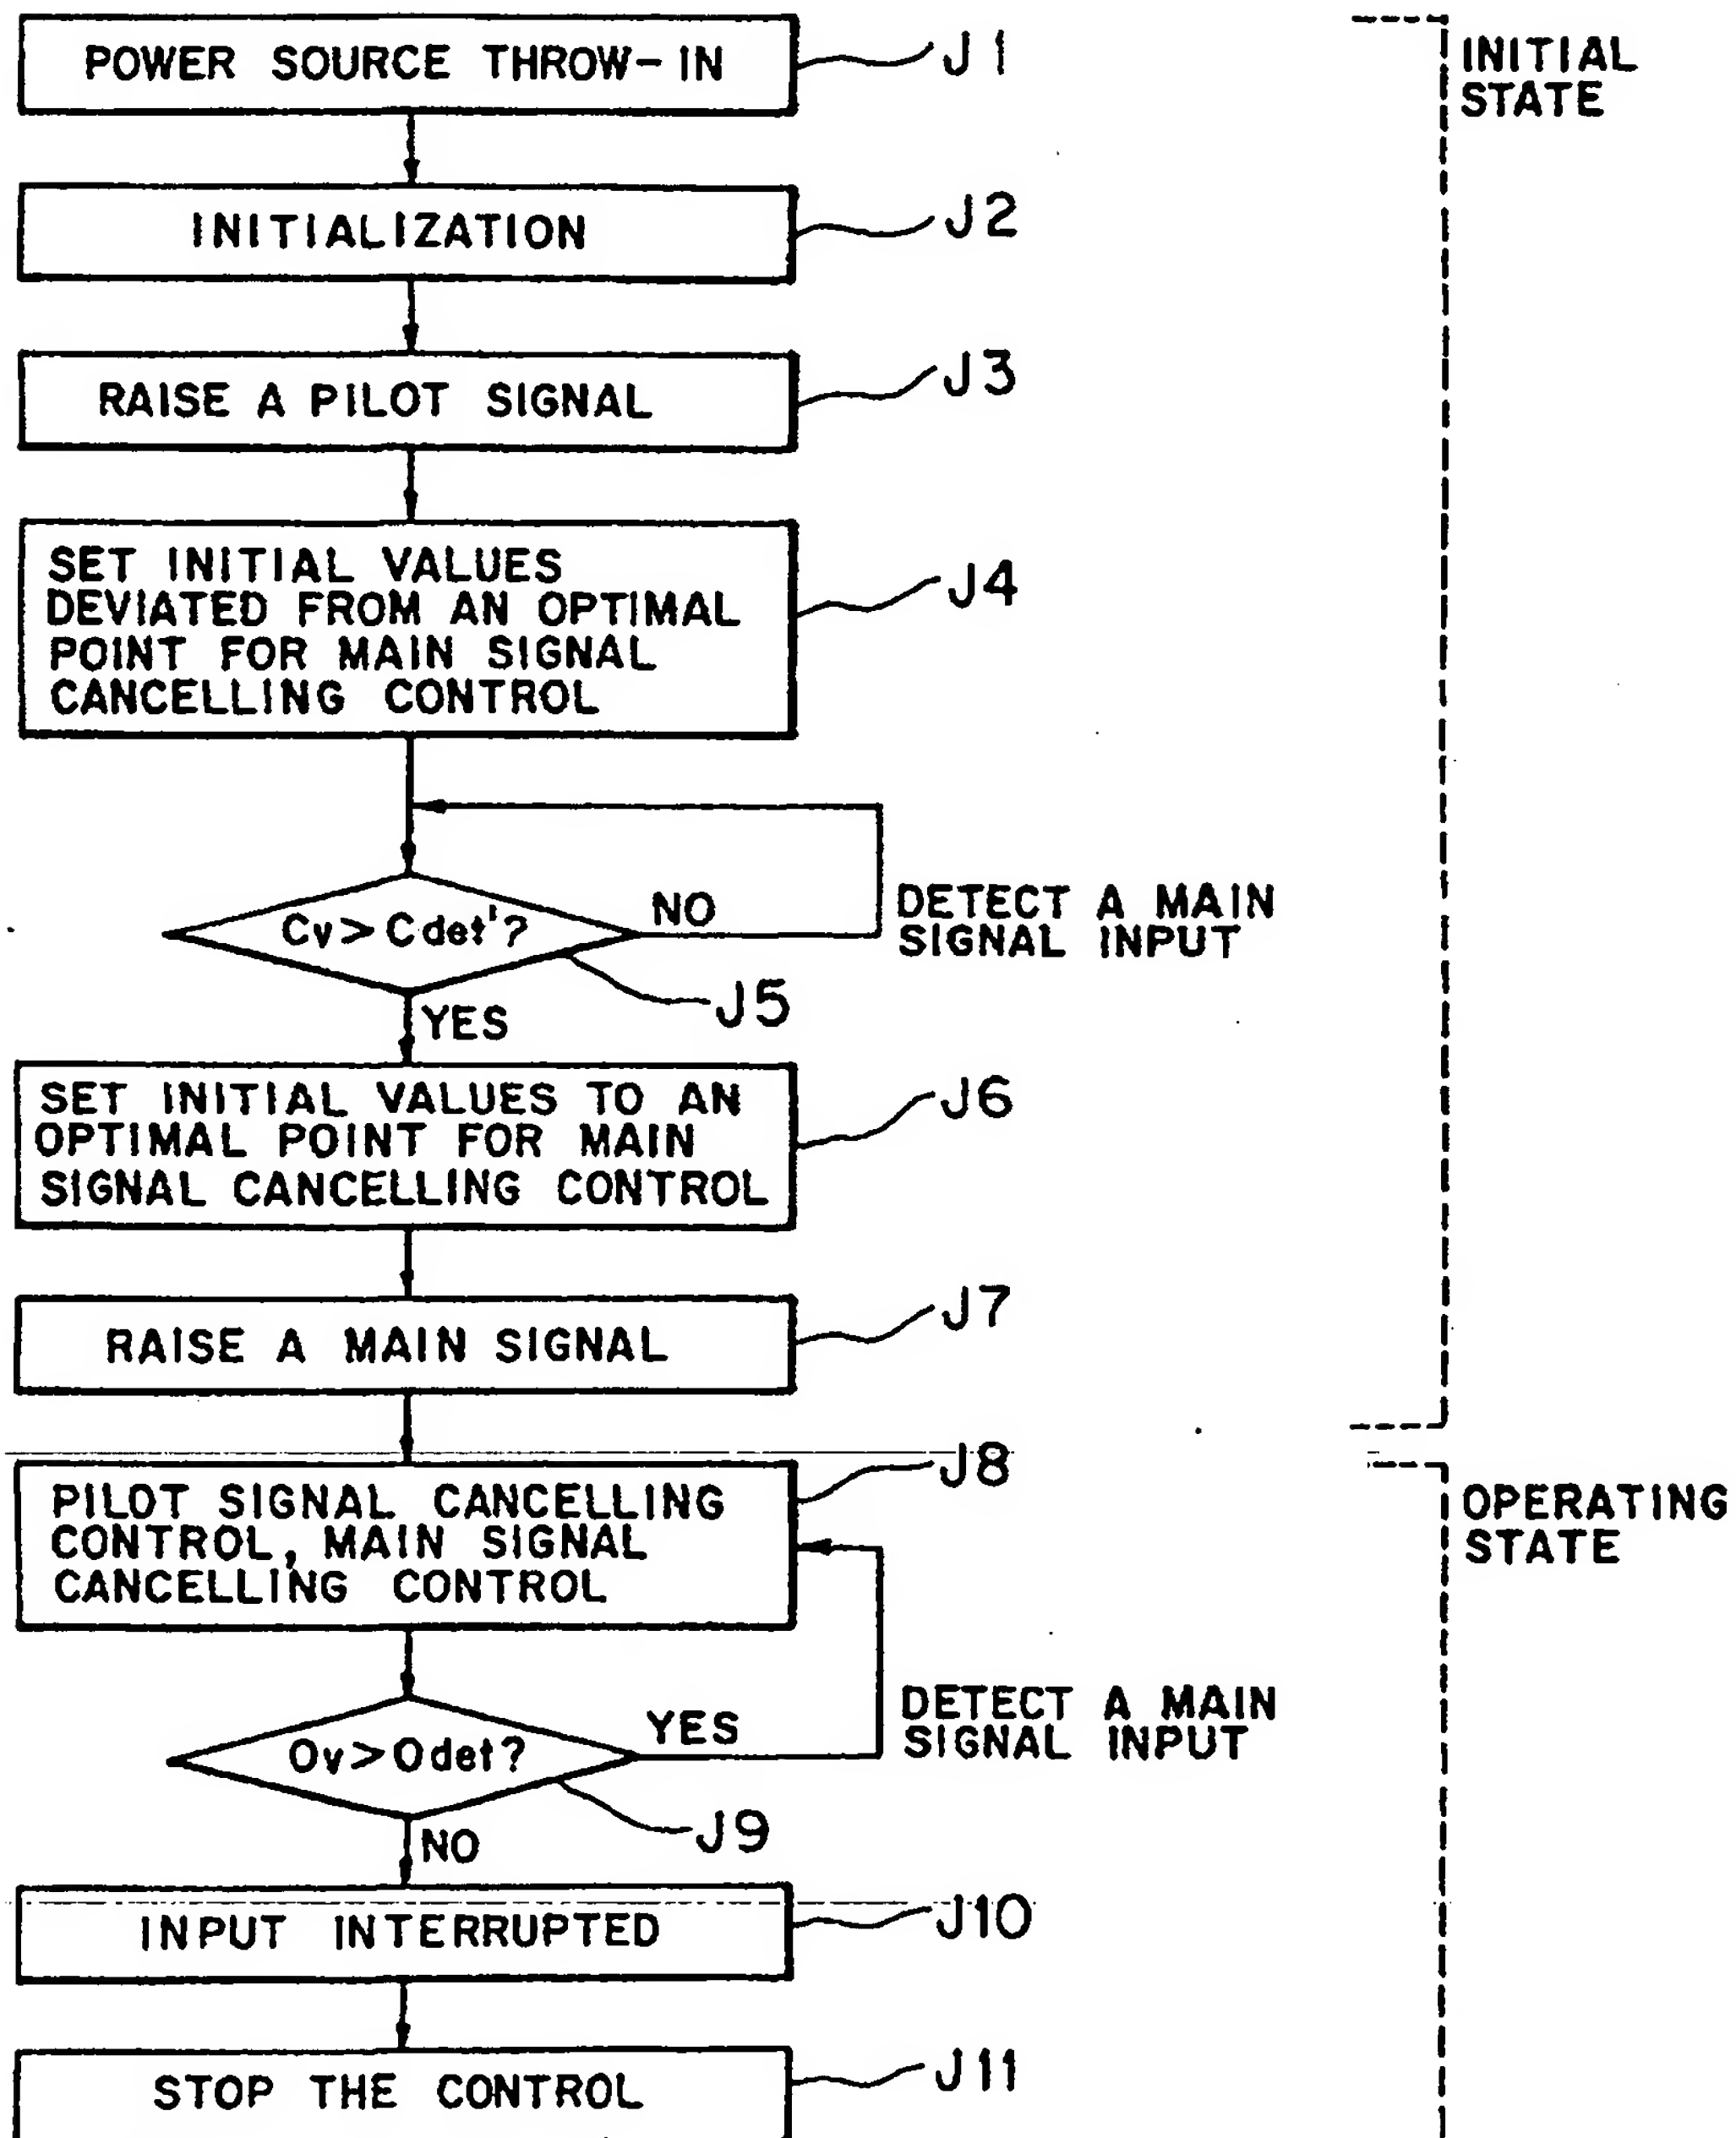 POWER SOURCE THROW-IN
J1
INITIAL
STATE
INITIALIZATION
J2
RAISE A PILOT SIGNAL
J3
SET INITIAL VALUES
DEVIATED FROM AN OPTIMAL
POINT FOR MAIN SIGNAL
CANCELLING CONTROL
J4
Cv>Cdet'?
NO
DETECT A MAIN
SIGNAL INPUT
J5
YES
SET INITIAL VALUES TO AN
OPTIMAL POINT FOR MAIN
SIGNAL CANCELLING CONTROL
J6
RAISE A MAIN SIGNAL
J7
PILOT SIGNAL CANCELLING
CONTROL, MAIN SIGNAL
CANCELLING CONTROL
J8
OPERATING
STATE
Ov>Odet?
YES
DETECT A MAIN
SIGNAL INPUT
J9
NO
INPUT INTERRUPTED
J10
STOP THE CONTROL
J11